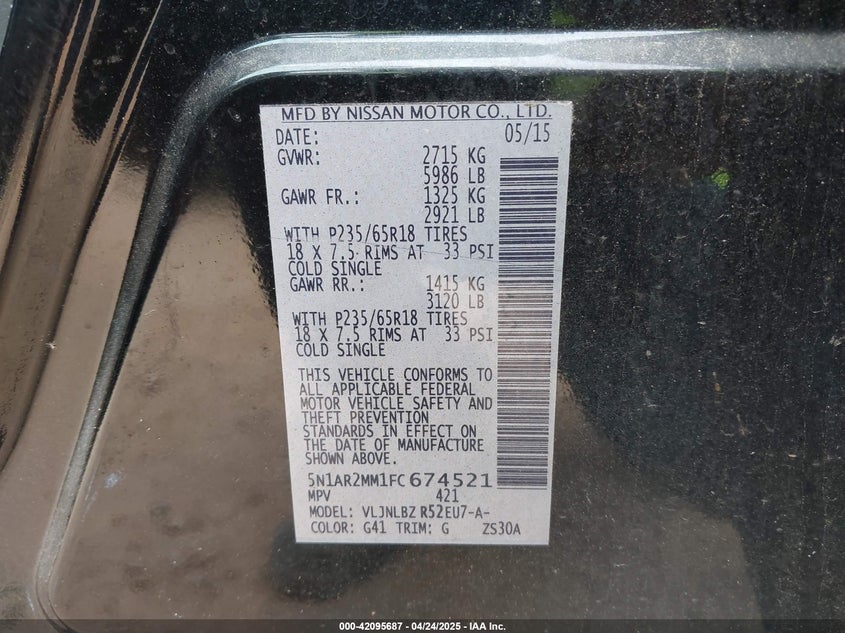 MFD BY NISSAN MOTOR CO., LTD.
DATE: 05/15
GVWR: 2715 KG
5986 LB
GAWR FR.: 1325 KG
2921 LB
WITH P235/65R18 TIRES
18 X 7.5 RIMS AT 33 PSI
COLD SINGLE
GAWR RR.: 1415 KG
3120 LB
WITH P235/65R18 TIRES
18 X 7.5 RIMS AT 33 PSI
COLD SINGLE
THIS VEHICLE CONFORMS TO
ALL APPLICABLE FEDERAL
MOTOR VEHICLE SAFETY AND
THEFT PREVENTION
STANDARDS IN EFFECT ON
THE DATE OF MANUFACTURE
SHOWN ABOVE.
5N1AR2MM1FC674521
MPV 421
MODEL: VLJNLBZ R52EU7-A-
COLOR: G41 TRIM: G ZS30A
000-42095687 - 04/24/2025 - IAA Inc.